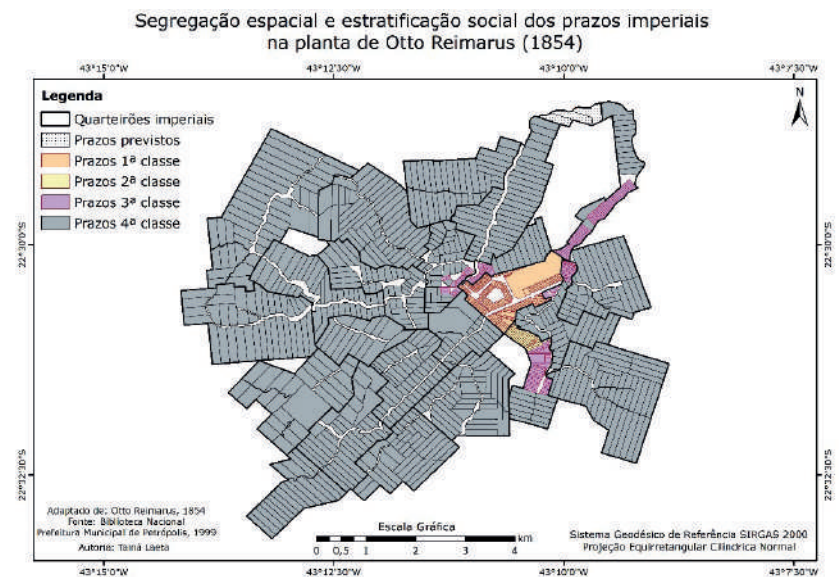 Segregação espacial e estratificação social dos prazos imperiais
na planta de Otto Reimarus (1854)
43°15'0"W 43°12'30"W 43°10'0"W 43°7'30"W
Legenda
Quarteirões imperiais
Prazos previstos
Prazos 1ª classe
Prazos 2ª classe
Prazos 3ª classe
Prazos 4ª classe
N
22°30'0"S 22°30'0"S
22°32'30"S 22°32'30"S
Adaptado de: Otto Reimarus, 1854
Fonte: Biblioteca Nacional
Prefeitura Municipal de Petrópolis, 1999
Autoria: Tainá Laeta
Escala Gráfica
km
0 0,5 1 2 3 4
Sistema Geodésico de Referência SIRGAS 2000
Projeção Equirretangular Cilíndrica Normal
43°15'0"W 43°12'30"W 43°10'0"W 43°7'30"W